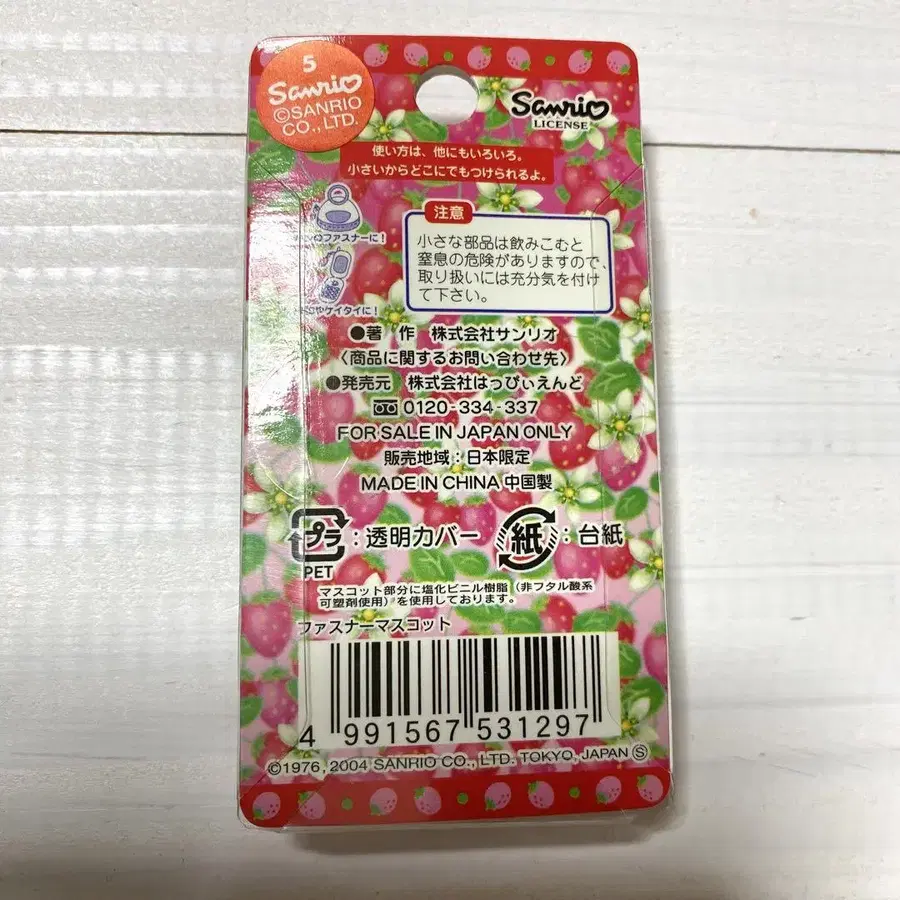 5
Sanrio
©SANRIO
CO.,LTD.
Sanrio
LICENSE
使い方は、他にもいろいろ。
小さいからどこにでもつけられるよ。
ファスナーに!
ケイタイに!
注意
小さな部品は飲みこむと
窒息の危険がありますので、
取り扱いには充分気を付け
て下さい。
●著 作 株式会社サンリオ
〈商品に関するお問い合わせ先〉
●発売元 株式会社はっぴぃえんど
0120-334-337
FOR SALE IN JAPAN ONLY
販売地域:日本限定
MADE IN CHINA 中国製
プラ:透明カバー 紙:台紙
PET
マスコット部分に塩化ビニル樹脂(非フタル酸系
可塑剤使用)を使用しております。
ファスナーマスコット
4 991567 531297
©1976, 2004 SANRIO CO., LTD. TOKYO, JAPAN Ⓢ